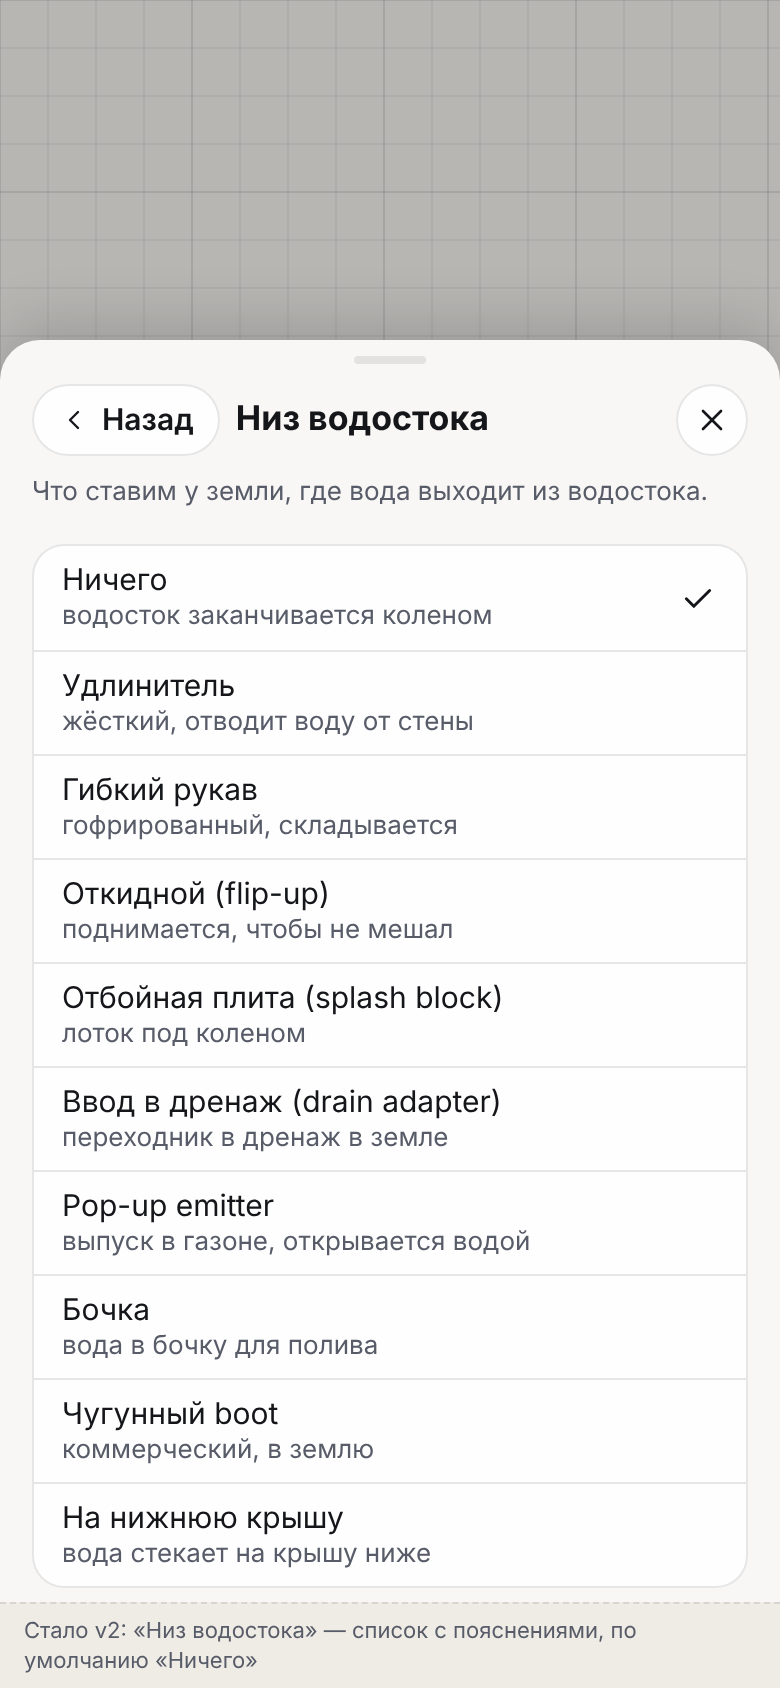 Назад
Низ водостока
Что ставим у земли, где вода выходит из водостока.
Ничего
водосток заканчивается коленом
Удлинитель
жёсткий, отводит воду от стены
Гибкий рукав
гофрированный, складывается
Откидной (flip-up)
поднимается, чтобы не мешал
Отбойная плита (splash block)
лоток под коленом
Ввод в дренаж (drain adapter)
переходник в дренаж в земле
Pop-up emitter
выпуск в газоне, открывается водой
Бочка
вода в бочку для полива
Чугунный boot
коммерческий, в землю
На нижнюю крышу
вода стекает на крышу ниже
Стало v2: «Низ водостока» — список с пояснениями, по
умолчанию «Ничего»